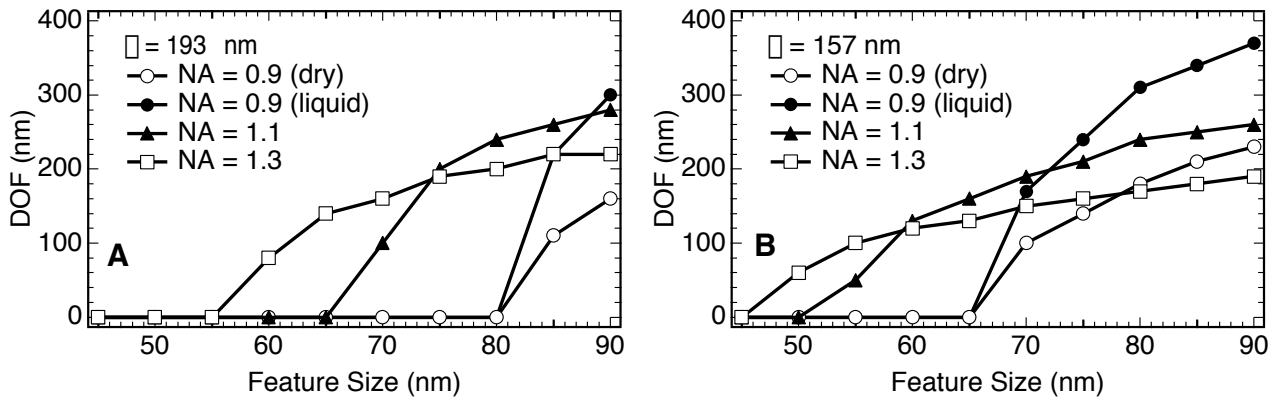 400
300
200
100
0
DOF (nm)
= 193 nm
NA = 0.9 (dry)
NA = 0.9 (liquid)
NA = 1.1
NA = 1.3
A
50 60 70 80 90
Feature Size (nm)
400
300
200
100
0
DOF (nm)
= 157 nm
NA = 0.9 (dry)
NA = 0.9 (liquid)
NA = 1.1
NA = 1.3
B
50 60 70 80 90
Feature Size (nm)